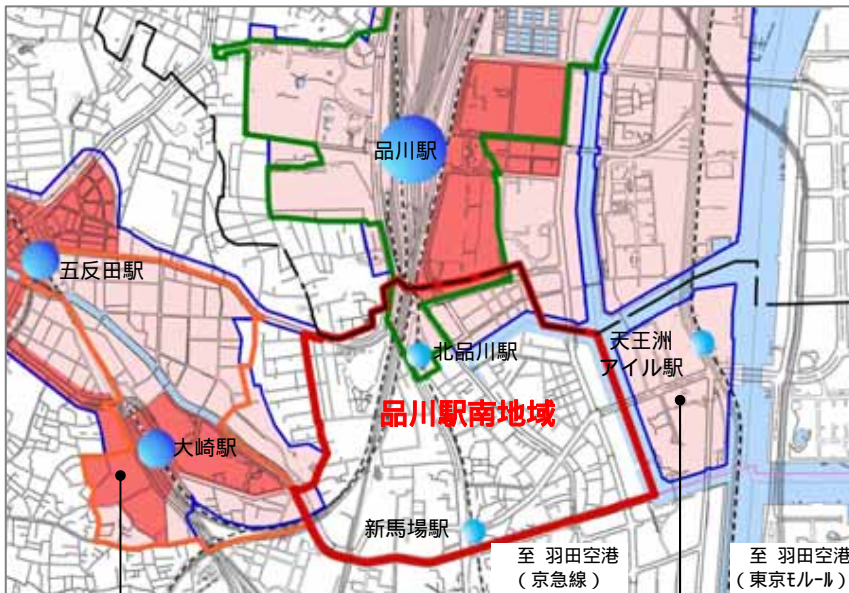 品川駅
五反田駅
北品川駅
天王洲
アイル駅
品川駅南地域
大崎駅
新馬場駅
至 羽田空港
（京急線）
至 羽田空港
（東京モルール）